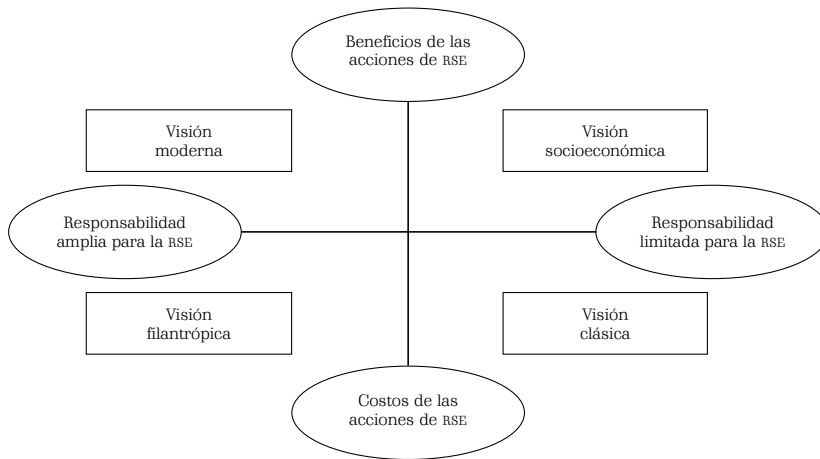 Beneficios de las
acciones de RSE
Visión
moderna
Visión
socioeconómica
Responsabilidad
amplia para la RSE
Responsabilidad
limitada para la RSE
Visión
filantrópica
Visión
clásica
Costos de las
acciones de RSE